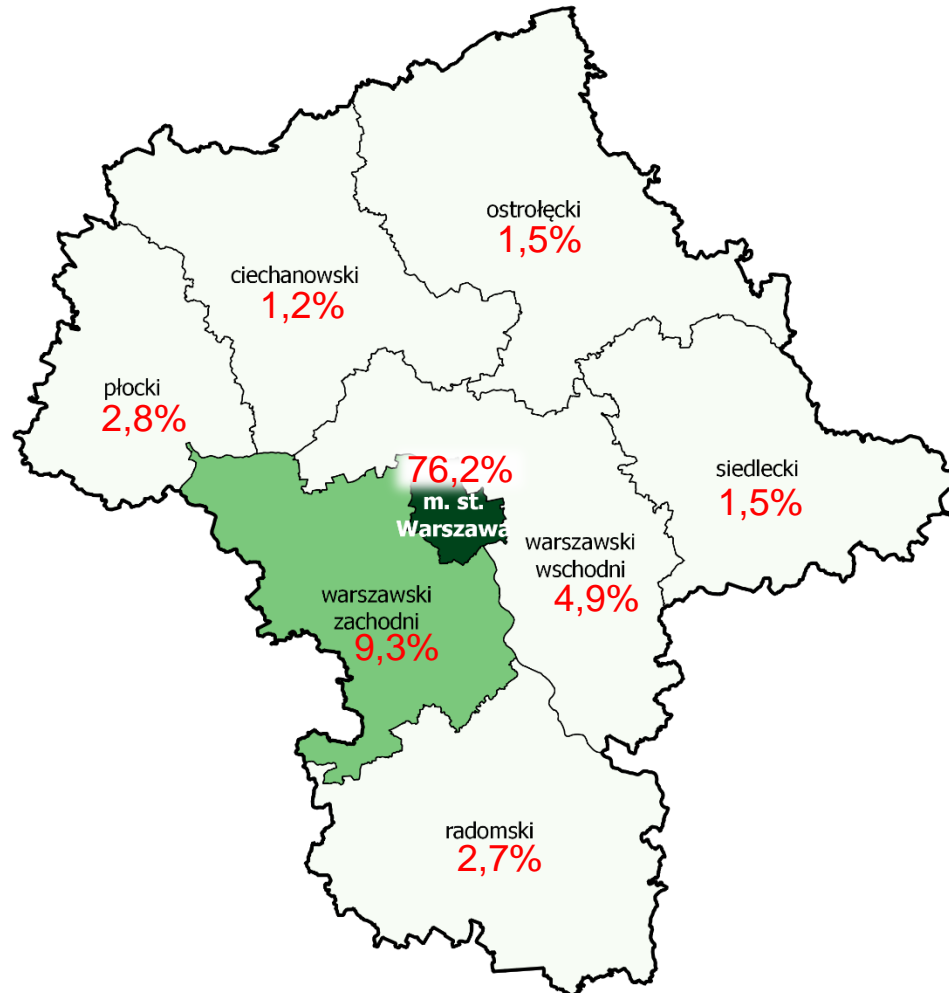 ostrołęcki
1,5%
ciechanowski
1,2%
płocki
2,8%
76,2%
m. st.
Warszawa
siedlecki
1,5%
warszawski
wschodni
4,9%
warszawski
zachodni
9,3%
radomski
2,7%